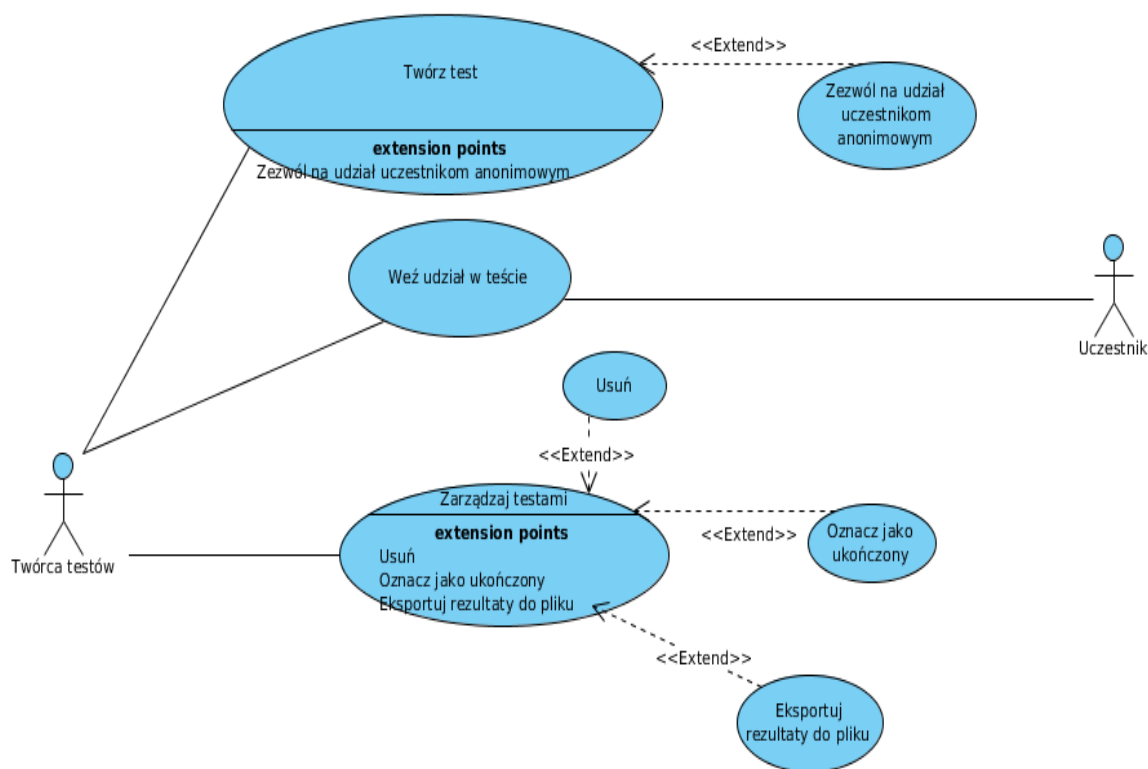 <<Extend>>
Twórz test
Zezwól na udział
uczestnikom
anonimowym
extension points
Zezwól na udział uczestnikom anonimowym
Weź udział w teście
Uczestnik
Usuń
<<Extend>>
Zarządzaj testami
extension points
Usuń
Oznacz jako ukończony
Eksportuj rezultaty do pliku
<<Extend>>
Oznacz jako
ukończony
Twórca testów
<<Extend>>
Eksportuj
rezultaty do pliku